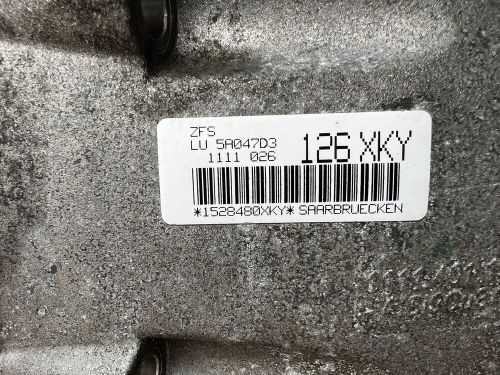 ZFS
LU 5A047D3
1111 026 126 XKY
*1528480XKY* SAARBRUECKEN